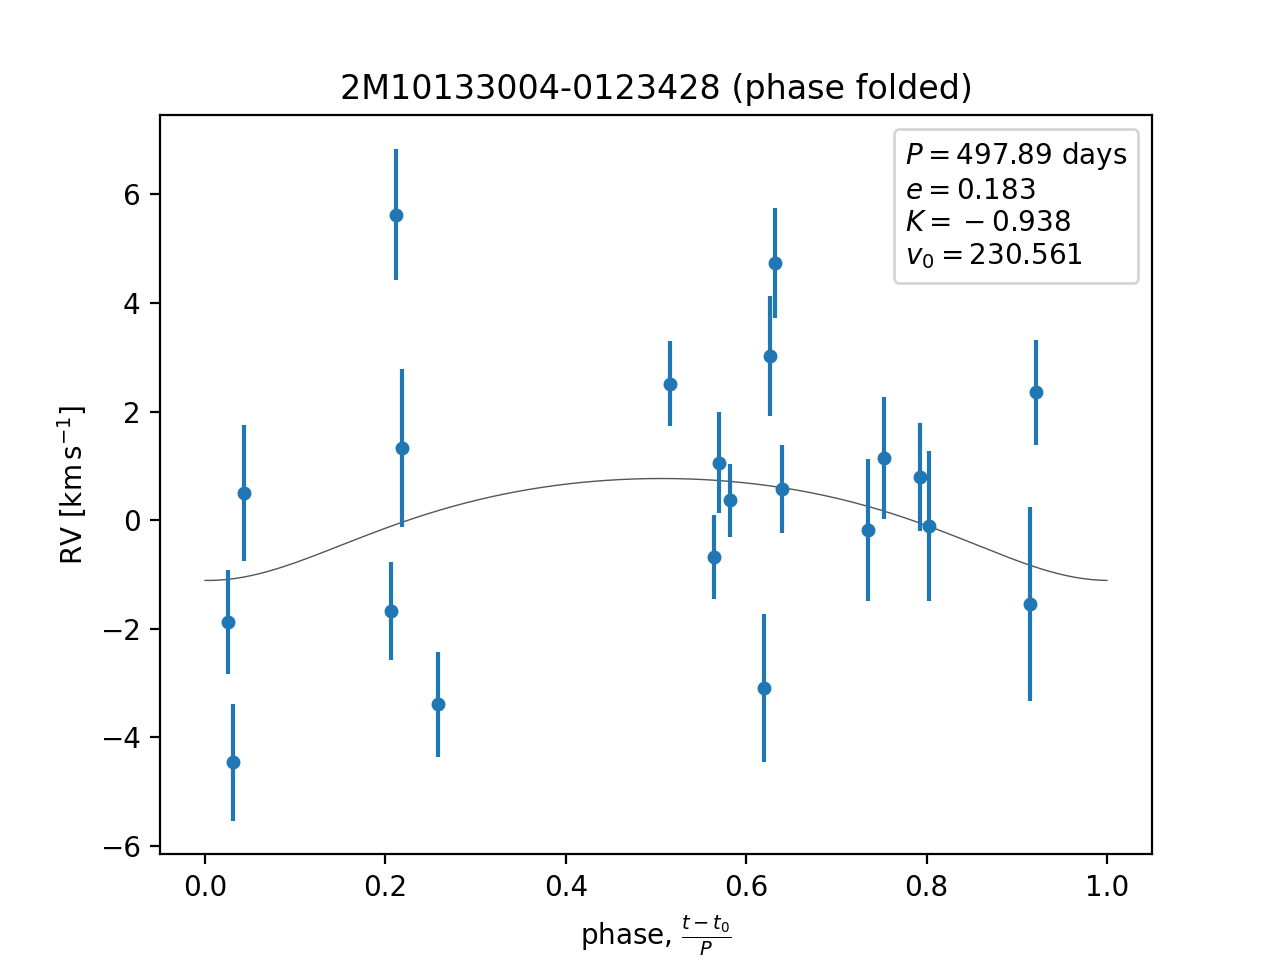 2M10133004-0123428 (phase folded)
P = 497.89 days
e = 0.183
K = −0.938
v₀ = 230.561
6
4
2
0
−2
−4
−6
RV [km s⁻¹]
0.0 0.2 0.4 0.6 0.8 1.0
phase, (t − t₀)/P